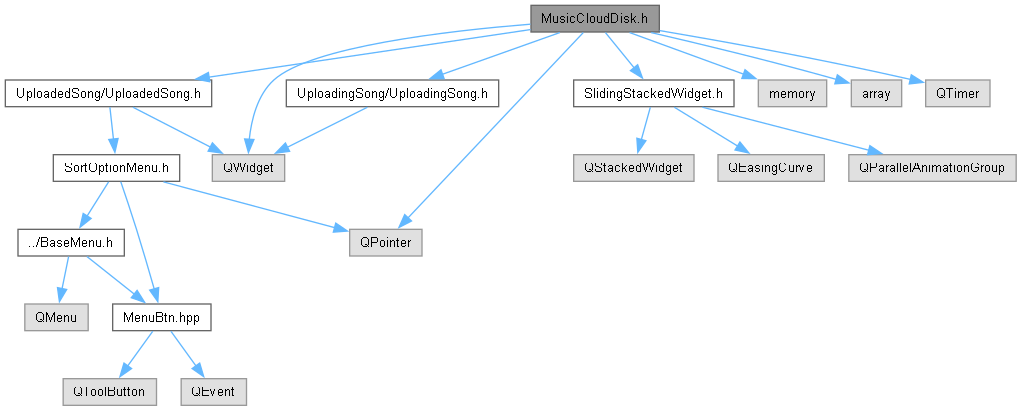 MusicCloudDisk.h
UploadedSong/UploadedSong.h
UploadingSong/UploadingSong.h
SlidingStackedWidget.h
memory
array
QTimer
SortOptionMenu.h
QWidget
QStackedWidget
QEasingCurve
QParallelAnimationGroup
../BaseMenu.h
QPointer
QMenu
MenuBtn.hpp
QToolButton
QEvent